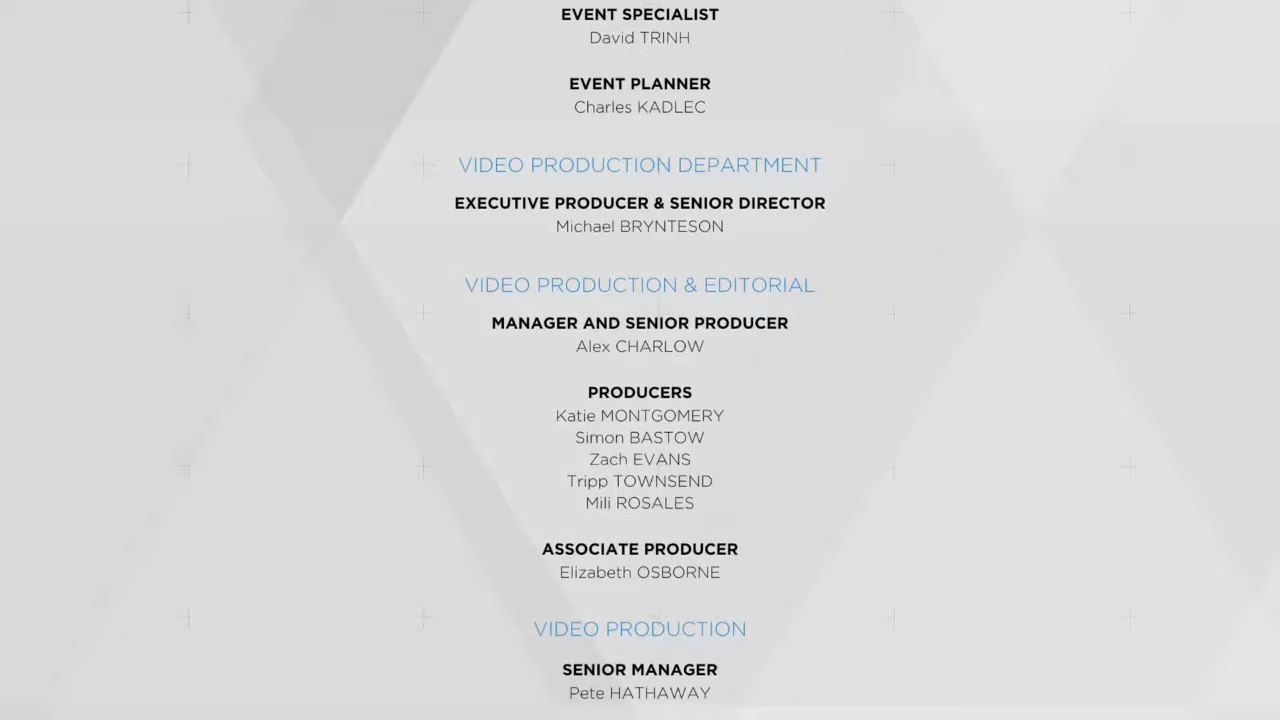 EVENT SPECIALIST
David TRINH
EVENT PLANNER
Charles KADLEC
VIDEO PRODUCTION DEPARTMENT
EXECUTIVE PRODUCER & SENIOR DIRECTOR
Michael BRYNTESON
VIDEO PRODUCTION & EDITORIAL
MANAGER AND SENIOR PRODUCER
Alex CHARLOW
PRODUCERS
Katie MONTGOMERY
Simon BASTOW
Zach EVANS
Tripp TOWNSEND
Mili ROSALES
ASSOCIATE PRODUCER
Elizabeth OSBORNE
VIDEO PRODUCTION
SENIOR MANAGER
Pete HATHAWAY